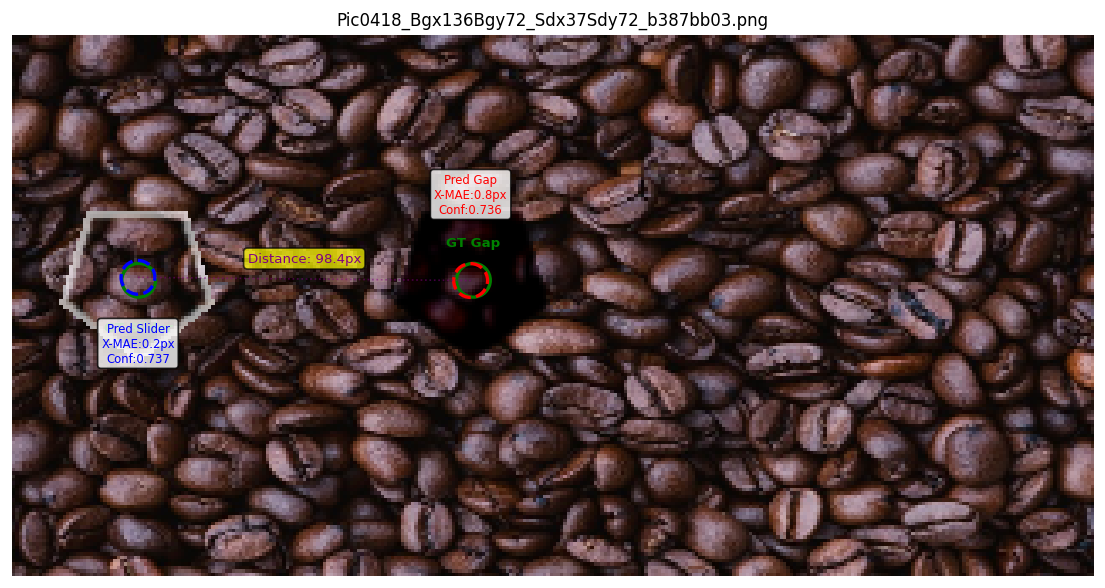 Pic0418_Bgx136Bgy72_Sdx37Sdy72_b387bb03.png
Pred Gap
X-MAE:0.8px
Conf:0.736
GT Gap
Distance: 98.4px
Pred Slider
X-MAE:0.2px
Conf:0.737